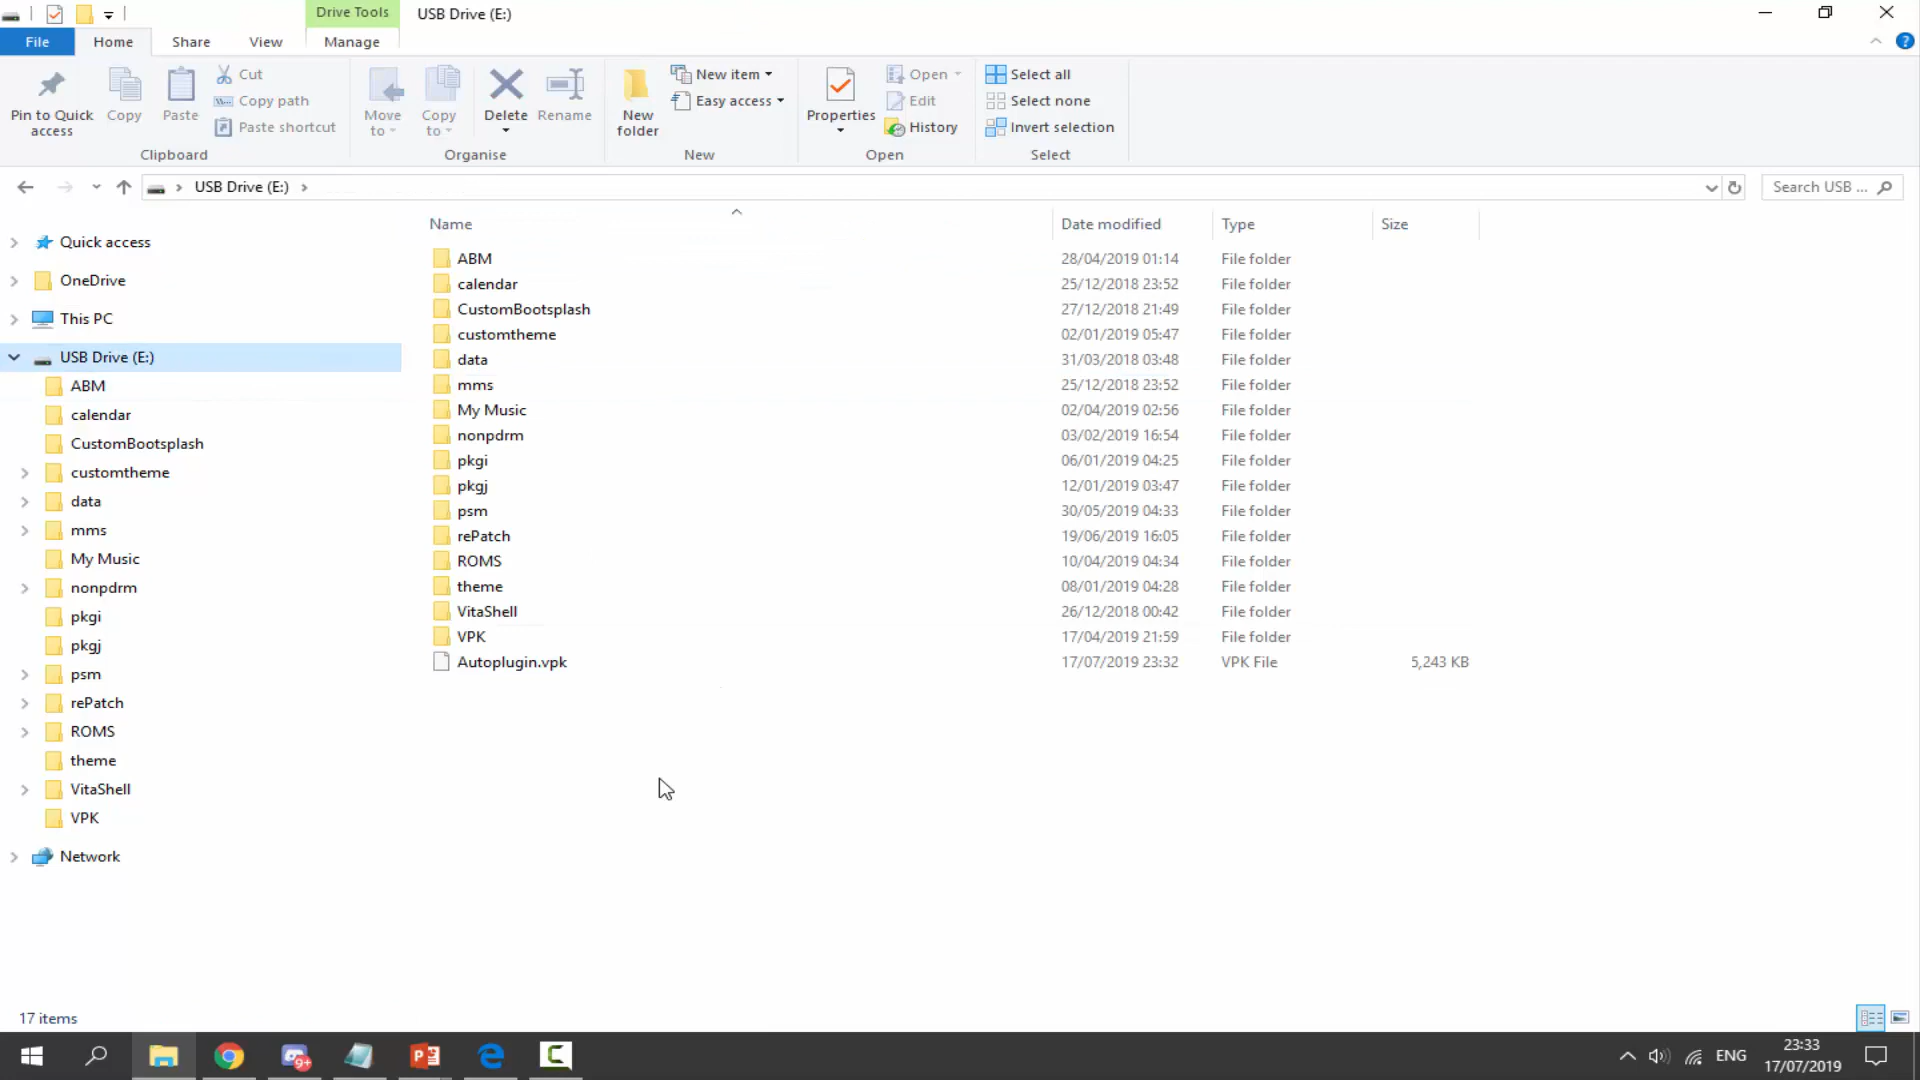 Drive Tools
USB Drive (E:)
File
Home
Share
View
Manage
Pin to Quick access
Copy
Paste
Cut
Copy path
Paste shortcut
Clipboard
Move to
Copy to
Delete
Rename
Organise
New folder
New item
Easy access
New
Properties
Open
Edit
History
Open
Select all
Select none
Invert selection
Select
USB Drive (E:)
Search USB ...
Quick access
OneDrive
This PC
USB Drive (E:)
ABM
calendar
CustomBootsplash
customtheme
data
mms
My Music
nonpdrm
pkgi
pkgj
psm
rePatch
ROMS
theme
VitaShell
VPK
Network
Name Date modified Type Size
ABM 28/04/2019 01:14 File folder
calendar 25/12/2018 23:52 File folder
CustomBootsplash 27/12/2018 21:49 File folder
customtheme 02/01/2019 05:47 File folder
data 31/03/2018 03:48 File folder
mms 25/12/2018 23:52 File folder
My Music 02/04/2019 02:56 File folder
nonpdrm 03/02/2019 16:54 File folder
pkgi 06/01/2019 04:25 File folder
pkgj 12/01/2019 03:47 File folder
psm 30/05/2019 04:33 File folder
rePatch 19/06/2019 16:05 File folder
ROMS 10/04/2019 04:34 File folder
theme 08/01/2019 04:28 File folder
VitaShell 26/12/2018 00:42 File folder
VPK 17/04/2019 21:59 File folder
Autoplugin.vpk 17/07/2019 23:32 VPK File 5,243 KB
17 items
9+
ENG
23:33
17/07/2019